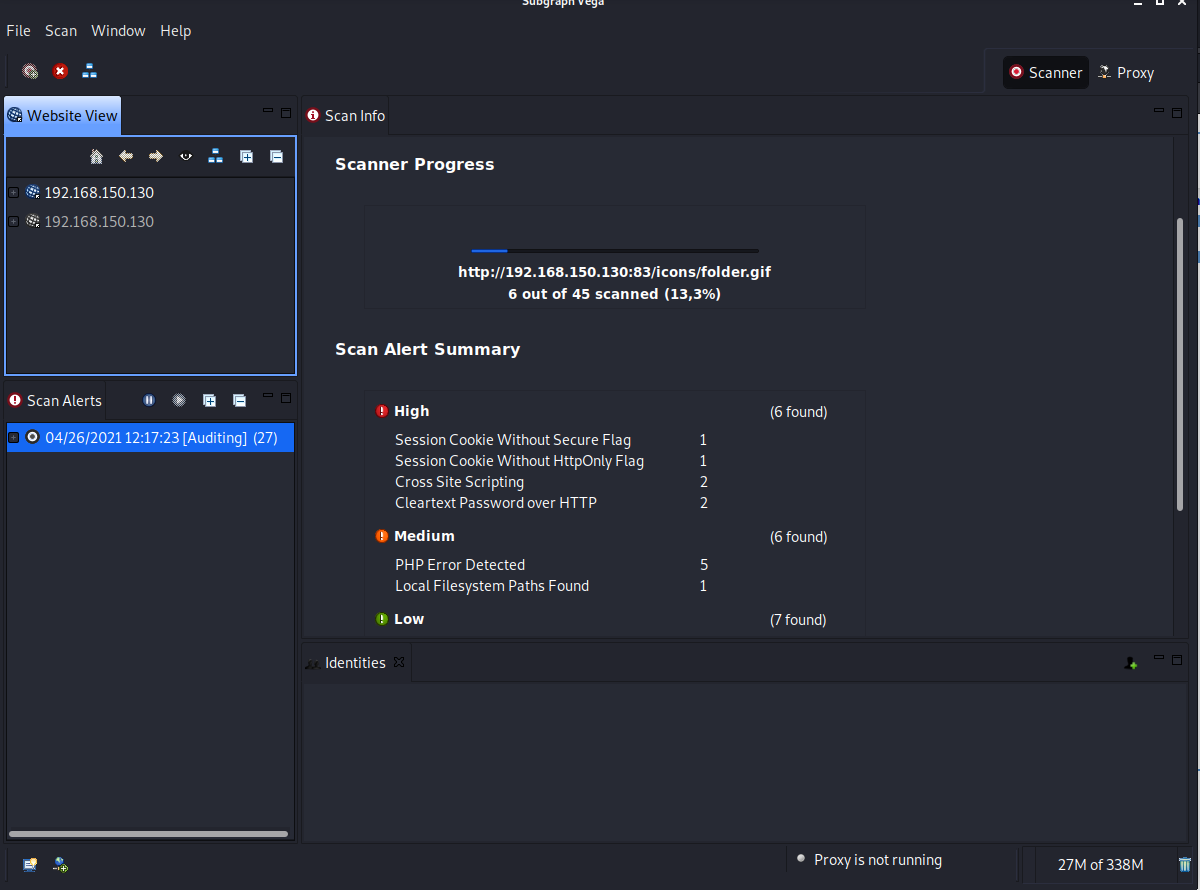 Subgraph Vega
File Scan Window Help
Scanner Proxy
Website View
192.168.150.130
192.168.150.130
Scan Alerts
04/26/2021 12:17:23 [Auditing] (27)
Scan Info
Scanner Progress
http://192.168.150.130:83/icons/folder.gif
6 out of 45 scanned (13,3%)
Scan Alert Summary
High (6 found)
Session Cookie Without Secure Flag 1
Session Cookie Without HttpOnly Flag 1
Cross Site Scripting 2
Cleartext Password over HTTP 2
Medium (6 found)
PHP Error Detected 5
Local Filesystem Paths Found 1
Low (7 found)
Identities
Proxy is not running
27M of 338M